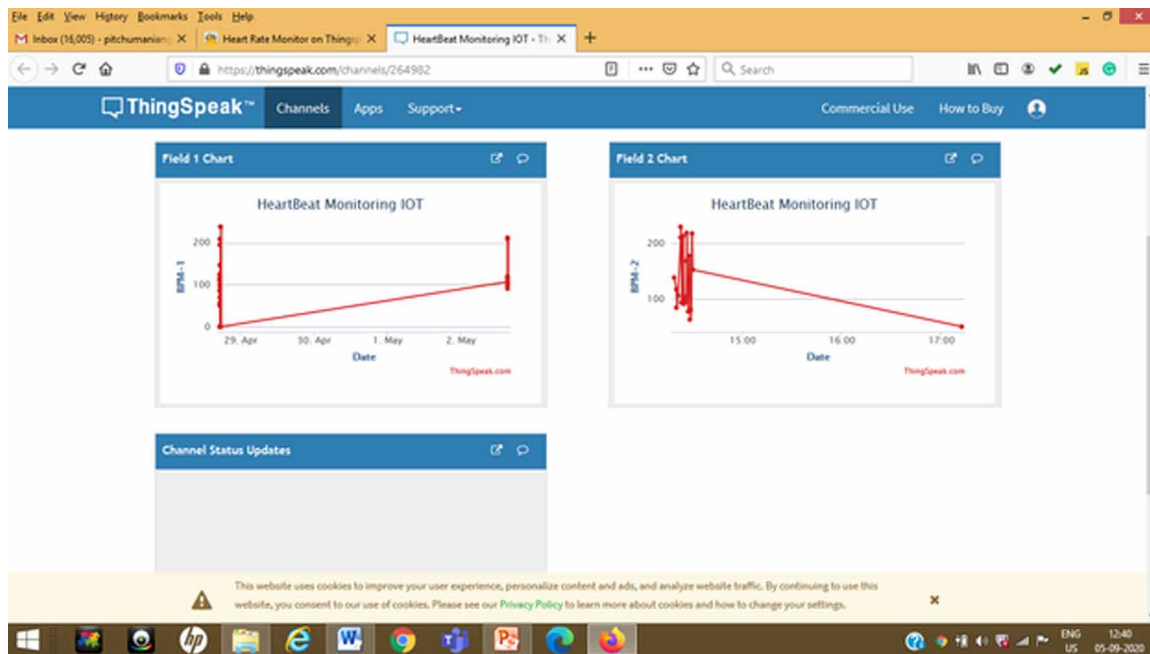 File Edit View History Bookmarks Tools Help
Inbox (16,005) - pitchumaniang X Heart Rate Monitor on Things X HeartBeat Monitoring IOT - Th X +
https://thingspeak.com/channels/264982 Search
ThingSpeak™ Channels Apps Support Commercial Use How to Buy
Field 1 Chart
HeartBeat Monitoring IOT
BPM-1
200
100
0
29. Apr 30. Apr 1. May 2. May
Date
ThingSpeak.com
Field 2 Chart
HeartBeat Monitoring IOT
BPM-2
200
100
15:00 16:00 17:00
Date
ThingSpeak.com
Channel Status Updates
This website uses cookies to improve your user experience, personalize content and ads, and analyze website traffic. By continuing to use this
website, you consent to our use of cookies. Please see our Privacy Policy to learn more about cookies and how to change your settings.
hp
ENG 12:40
US 05-09-2020